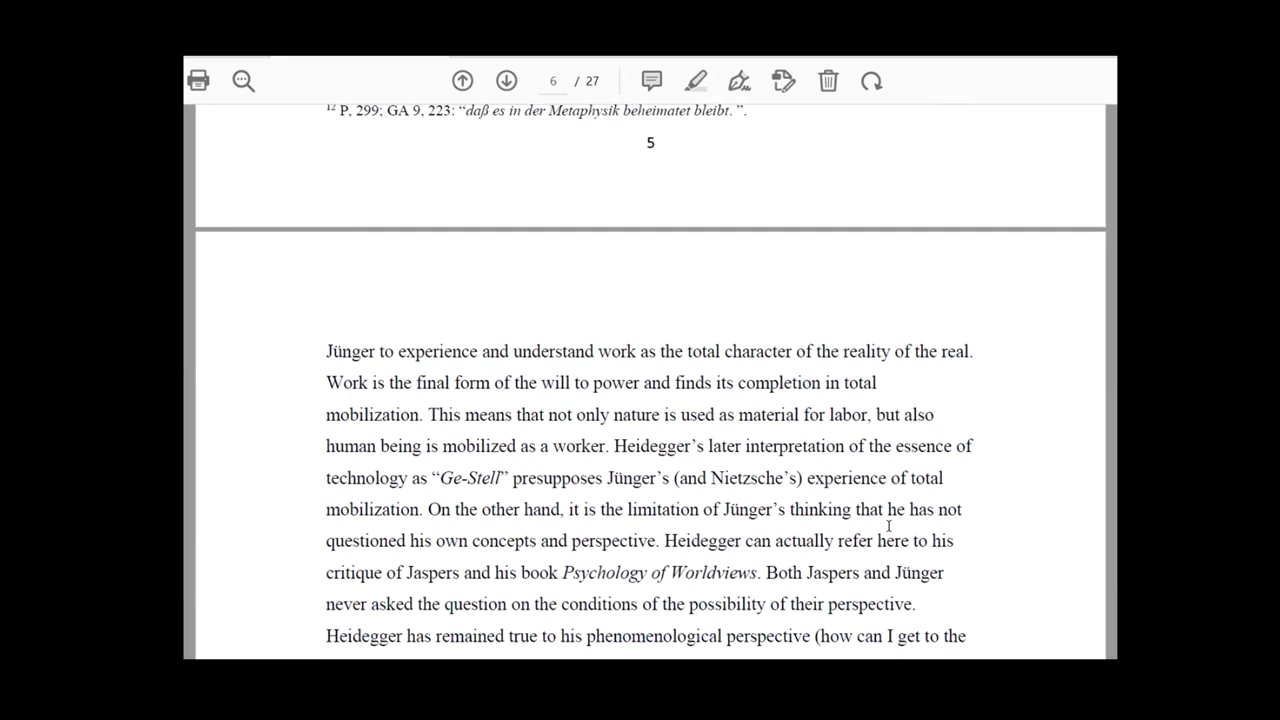 6 / 27
12 P, 299; GA 9, 223: “daß es in der Metaphysik beheimatet bleibt. ”.
5
Jünger to experience and understand work as the total character of the reality of the real.
Work is the final form of the will to power and finds its completion in total
mobilization. This means that not only nature is used as material for labor, but also
human being is mobilized as a worker. Heidegger’s later interpretation of the essence of
technology as “Ge-Stell” presupposes Jünger’s (and Nietzsche’s) experience of total
mobilization. On the other hand, it is the limitation of Jünger’s thinking that he has not
questioned his own concepts and perspective. Heidegger can actually refer here to his
critique of Jaspers and his book Psychology of Worldviews. Both Jaspers and Jünger
never asked the question on the conditions of the possibility of their perspective.
Heidegger has remained true to his phenomenological perspective (how can I get to the